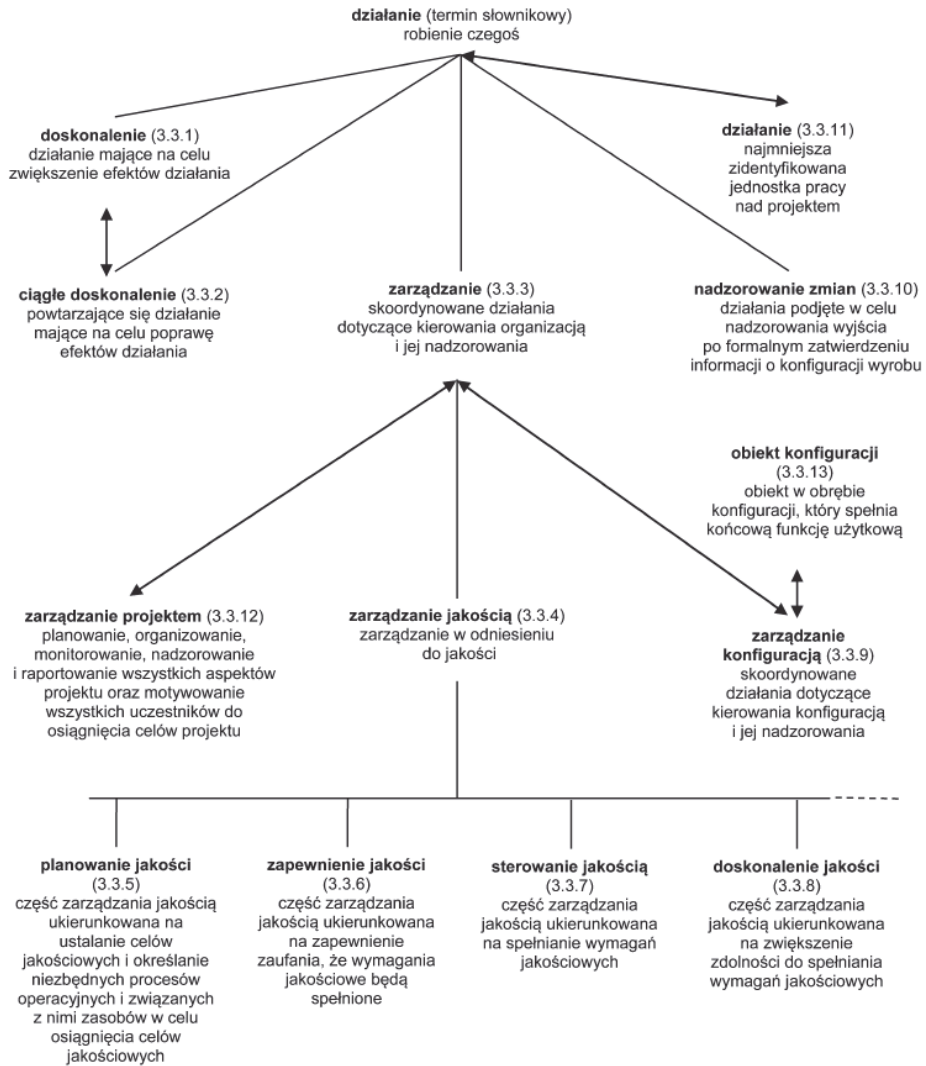 działanie (termin słownikowy)
robienie czegoś
doskonalenie (3.3.1)
działanie mające na celu
zwiększenie efektów działania
działanie (3.3.11)
najmniejsza
zidentyfikowana
jednostka pracy
nad projektem
ciągłe doskonalenie (3.3.2)
powtarzające się działanie
mające na celu poprawę
efektów działania
zarządzanie (3.3.3)
skoordynowane działania
dotyczące kierowania organizacją
i jej nadzorowania
nadzorowanie zmian (3.3.10)
działania podjęte w celu
nadzorowania wyjścia
po formalnym zatwierdzeniu
informacji o konfiguracji wyrobu
obiekt konfiguracji
(3.3.13)
obiekt w obrębie
konfiguracji, który spełnia
końcową funkcję użytkową
zarządzanie projektem (3.3.12)
planowanie, organizowanie,
monitorowanie, nadzorowanie
i raportowanie wszystkich aspektów
projektu oraz motywowanie
wszystkich uczestników do
osiągnięcia celów projektu
zarządzanie jakością (3.3.4)
zarządzanie w odniesieniu
do jakości
zarządzanie
konfiguracją (3.3.9)
skoordynowane
działania dotyczące
kierowania konfiguracją
i jej nadzorowania
planowanie jakości
(3.3.5)
część zarządzania jakością
ukierunkowana na
ustalanie celów
jakościowych i określanie
niezbędnych procesów
operacyjnych i związanych
z nimi zasobów w celu
osiągnięcia celów
jakościowych
zapewnienie jakości
(3.3.6)
część zarządzania
jakością ukierunkowana
na zapewnienie
zaufania, że wymagania
jakościowe będą
spełnione
sterowanie jakością
(3.3.7)
część zarządzania
jakością ukierunkowana
na spełnianie wymagań
jakościowych
doskonalenie jakości
(3.3.8)
część zarządzania
jakością ukierunkowana
na zwiększenie
zdolności do spełniania
wymagań jakościowych